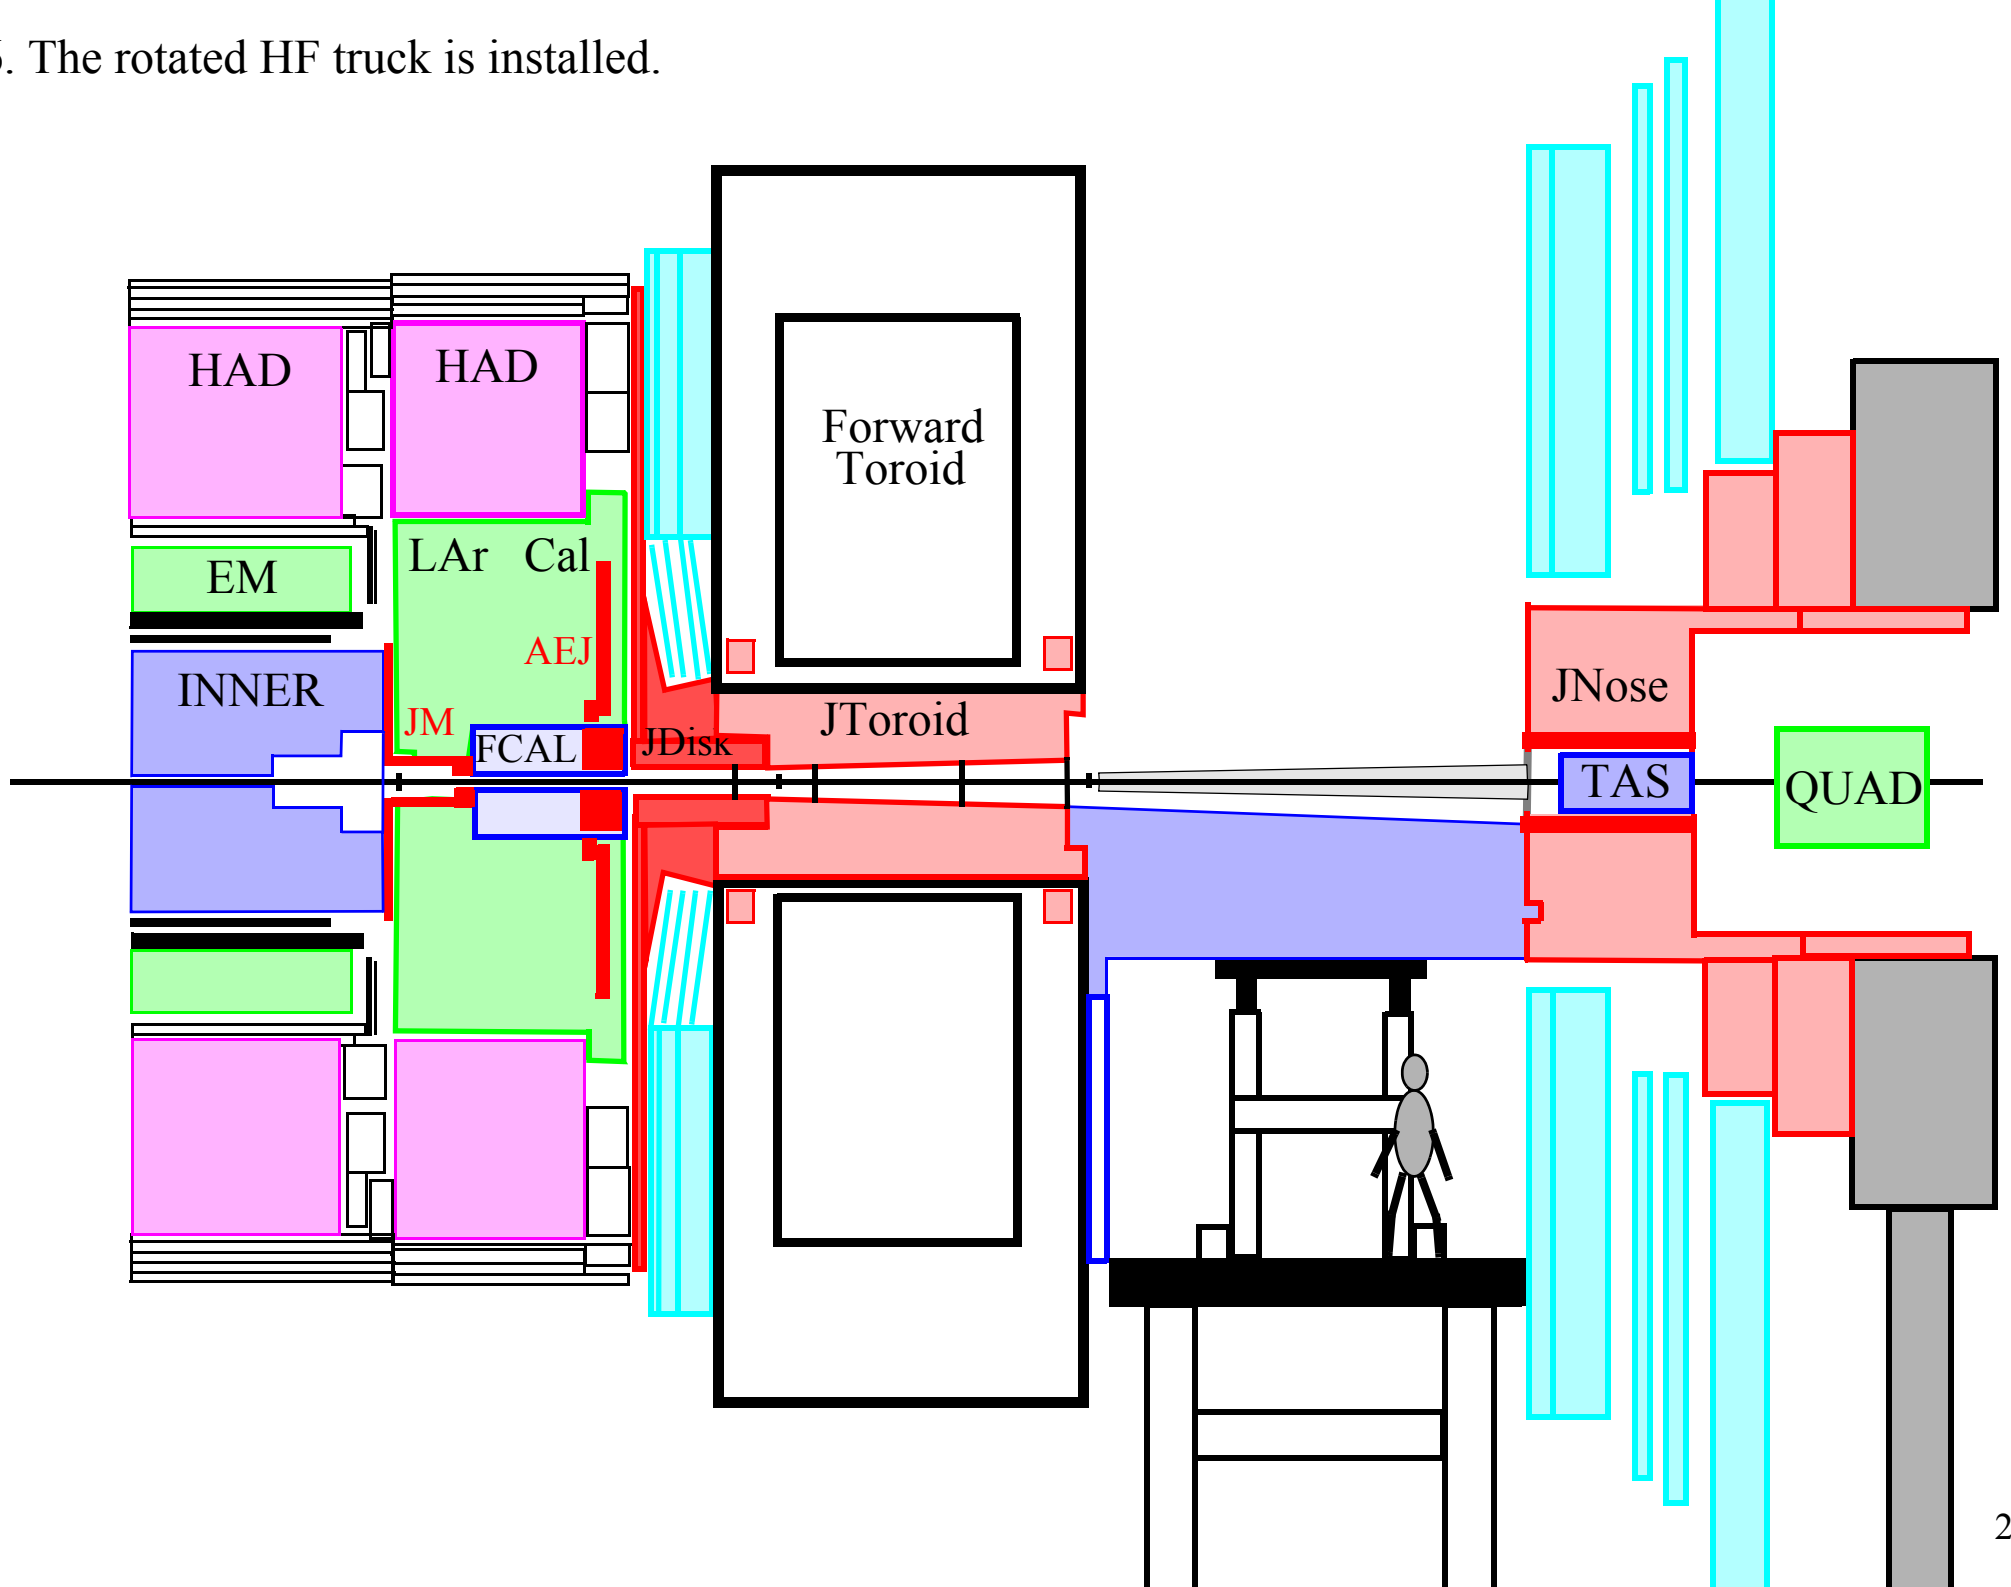 . The rotated HF truck is installed.
HAD
HAD
Forward
Toroid
LAr Cal
EM
AEJ
INNER
JM
FCAL
JDisk
JToroid
JNose
TAS
QUAD
2